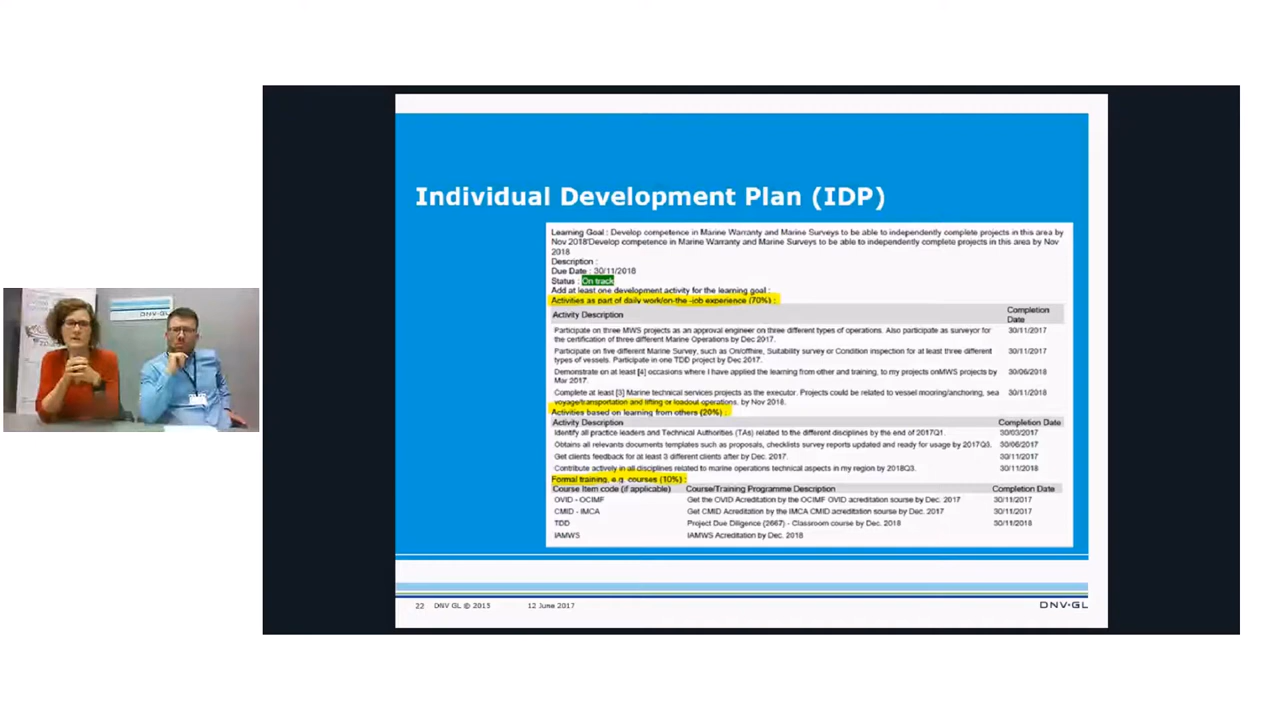 DNV·GL
Individual Development Plan (IDP)
Learning Goal : Develop competence in Marine Warranty and Marine Surveys to be able to independently complete projects in this area by
Nov 2018'Develop competence in Marine Warranty and Marine Surveys to be able to independently complete projects in this area by Nov
2018
Description :
Due Date : 30/11/2018
Status : On track
Add at least one development activity for the learning goal :
Activities as part of daily work/on-the -job experience (70%) :
Activity Description Completion
Date
Participate on three MWS projects as an approval engineer on three different types of operations. Also participate as surveyor for 30/11/2017
the certification of three different Marine Operations by Dec 2017.
Participate on five different Marine Survey, such as On/offhire, Suitability survey or Condition inspection for at least three different 30/11/2017
types of vessels. Participate in one TDD project by Dec 2017.
Demonstrate on at least [4] occasions where I have applied the learning from other and training, to my projects onMWS projects by 30/06/2018
Mar 2017.
Complete at least [3] Marine technical services projects as the executor. Projects could be related to vessel mooring/anchoring, sea 30/11/2018
voyage/transportation and lifting or loadout operations. by Nov 2018.
Activities based on learning from others (20%) :
Activity Description Completion Date
Identify all practice leaders and Technical Authorities (TAs) related to the different disciplines by the end of 2017Q1. 30/03/2017
Obtains all relevant documents templates such as proposals, checklists survey reports updated and ready for usage by 2017Q3. 30/06/2017
Get clients feedback for at least 3 different clients after by Dec. 2017. 30/11/2017
Contribute actively in all disciplines related to marine operations technical aspects in my region by 2018Q3. 30/11/2018
Formal training, e.g. courses (10%) :
Course Item code (if applicable) Course/Training Programme Description Completion Date
OVID - OCIMF Get the OVID Accreditation by the OCIMF OVID accreditation sourse by Dec. 2017 30/11/2017
CMID - IMCA Get CMID Accreditation by the IMCA CMID accreditation course by Dec. 2017 30/11/2017
TDD Project Due Diligence (2667) - Classroom course by Dec. 2018 30/11/2018
IAMWS IAMWS Acreditation by Dec. 2018
22 DNV GL © 2015 12 June 2017 DNV·GL